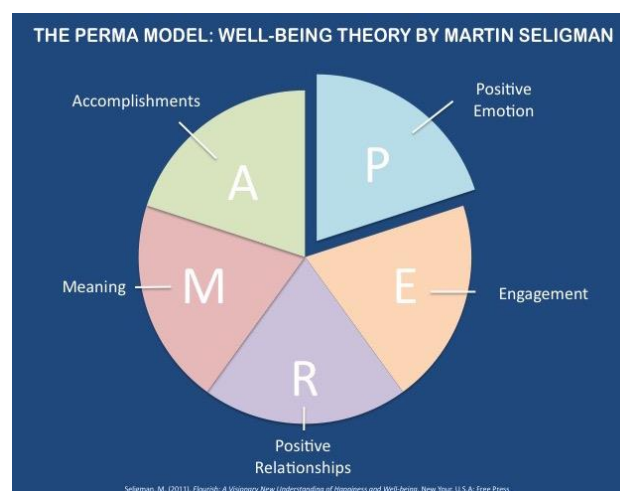 THE PERMA MODEL: WELL-BEING THEORY BY MARTIN SELIGMAN
Accomplishments
Positive
Emotion
A
P
Meaning
M
E
Engagement
R
Positive
Relationships
Seligman, M. (2011). Flourish: A Visionary New Understanding of Happiness and Well-being. New Your, U.S.A: Free Press